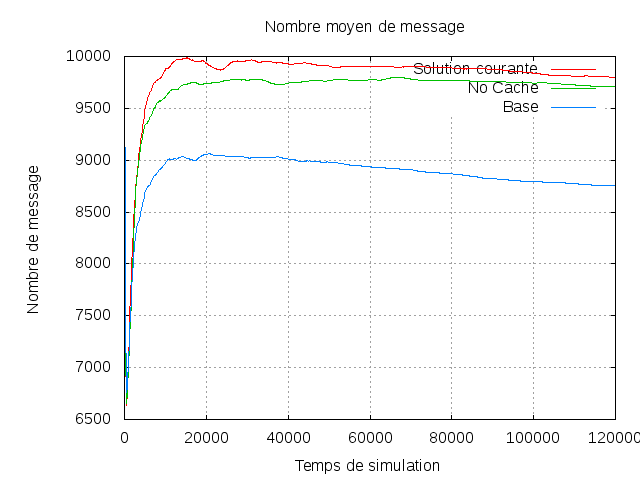 Nombre moyen de message
10000
9500
9000
8500
8000
7500
7000
6500
Nombre de message
Solution courante
No Cache
Base
0 20000 40000 60000 80000 100000 120000
Temps de simulation